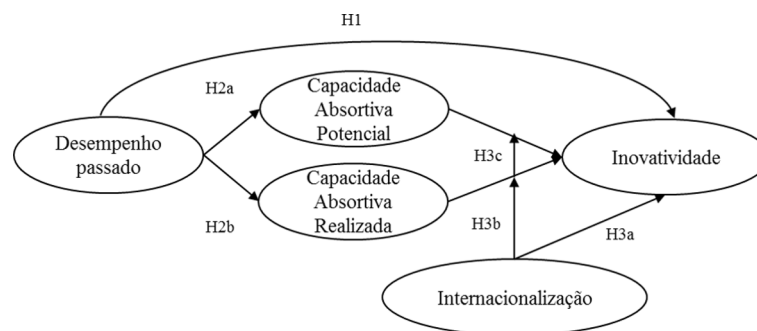 H1
H2a
Capacidade
Absortiva
Potencial
Desempenho
passado
H3c
Inovatividade
Capacidade
Absortiva
Realizada
H2b
H3b
H3a
Internacionalização